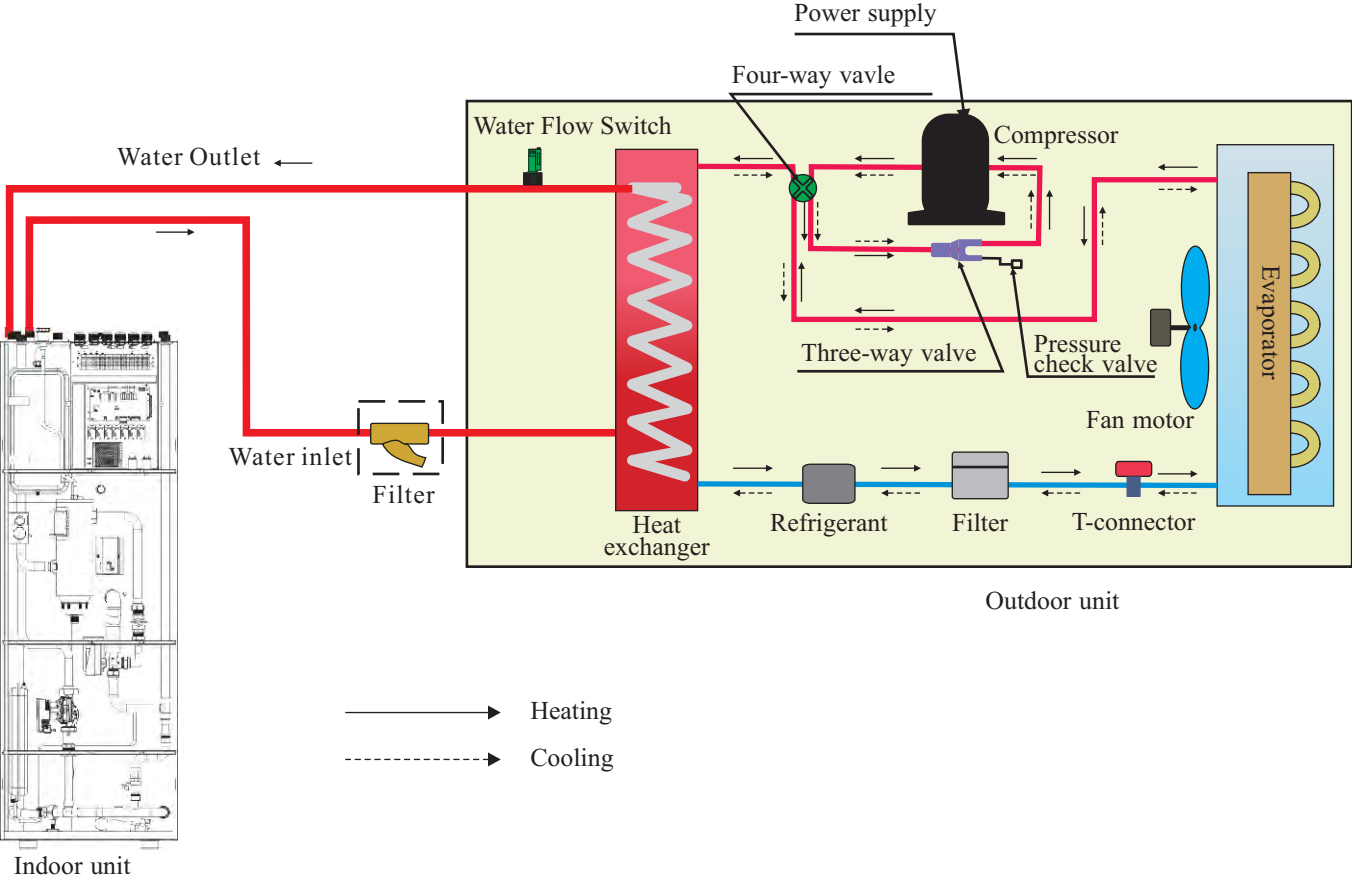 Power supply
Four-way vavle
Water Flow Switch
Compressor
Water Outlet
Evaporator
Three-way valve
Pressure
check valve
Fan motor
Water inlet
Filter
Heat
exchanger
Refrigerant
Filter
T-connector
Outdoor unit
Heating
Cooling
Indoor unit